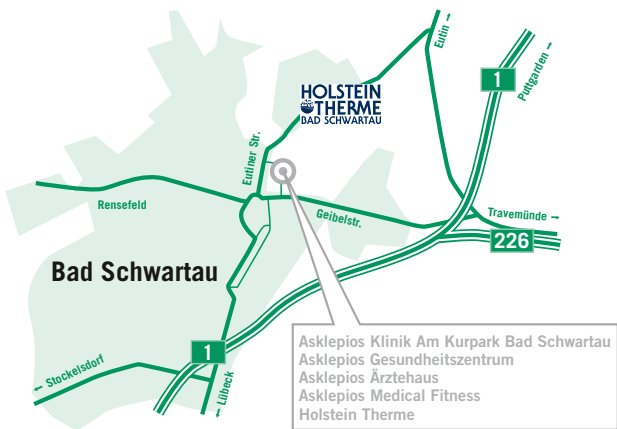 Eutin →
1
Puttgarden →
HOLSTEIN
THERME
BAD SCHWARTAU
Eutiner Str.
Rensefeld
Geibelstr.
Travemünde →
226
Bad Schwartau
1
← Stockelsdorf
← Lübeck
Asklepios Klinik Am Kurpark Bad Schwartau
Asklepios Gesundheitszentrum
Asklepios Ärztehaus
Asklepios Medical Fitness
Holstein Therme